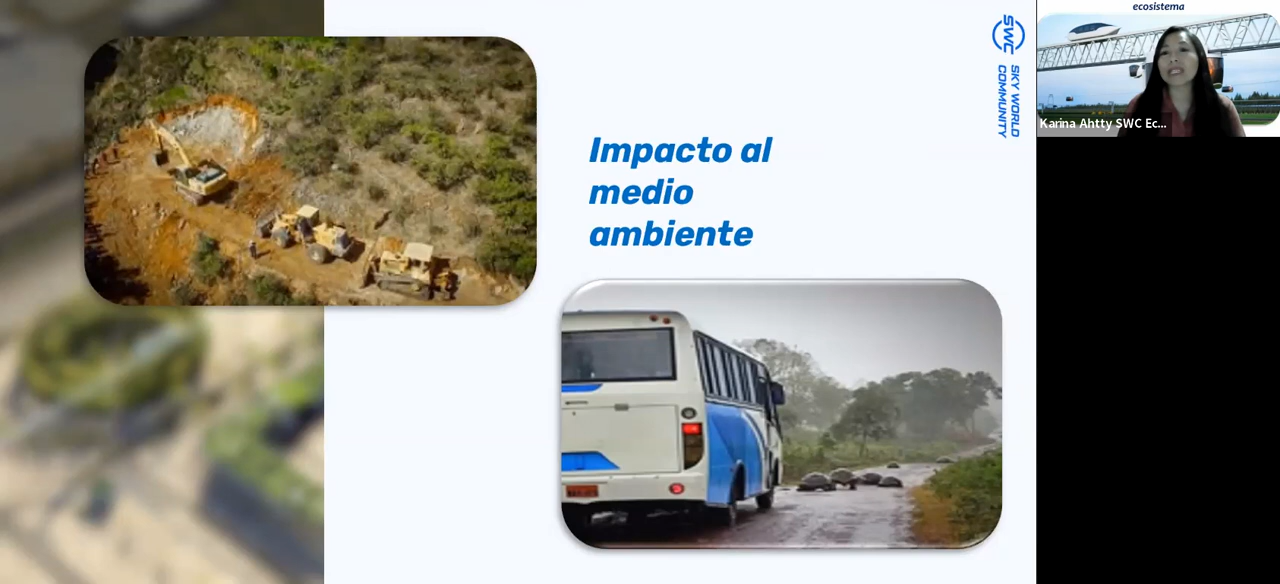 Impacto al
medio
ambiente
SWC
SKY WORLD
COMMUNITY
ecosistema
Karina Ahtty SWC Ec...